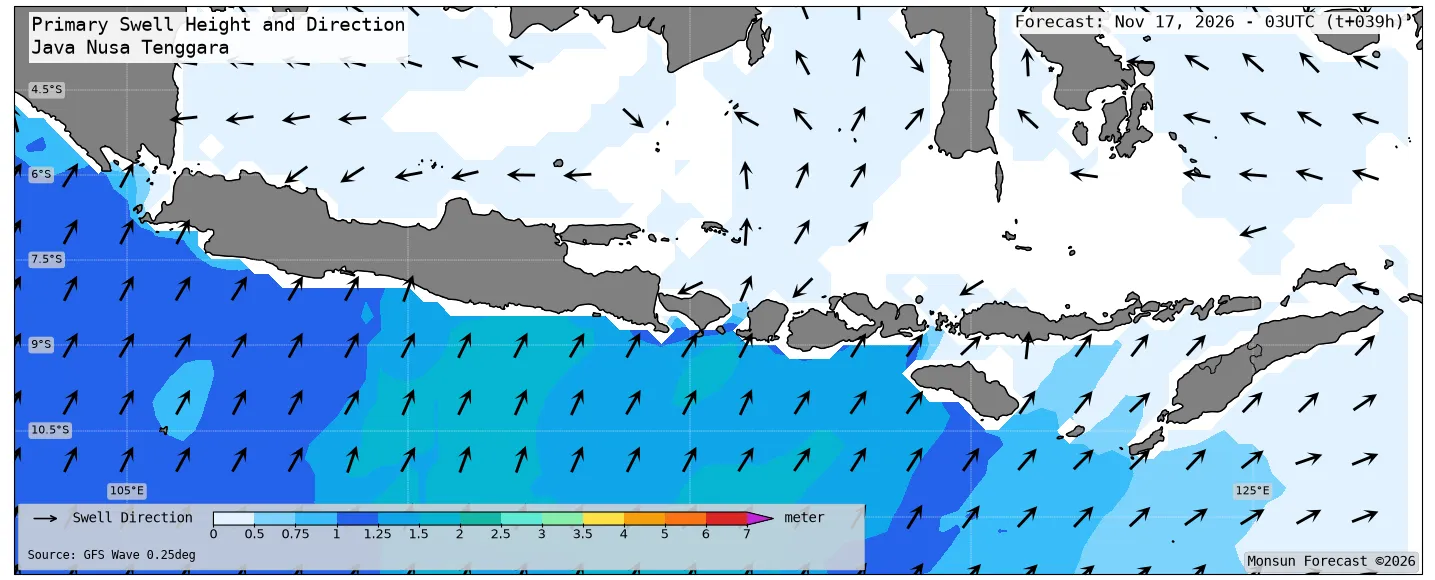 Primary Swell Height and Direction
Java Nusa Tenggara
Forecast: Nov 17, 2026 - 03UTC (t+039h)
4.5°S
6°S
7.5°S
9°S
10.5°S
105°E
125°E
Swell Direction
0 0.5 0.75 1 1.25 1.5 2 2.5 3 3.5 4 5 6 7
meter
Source: GFS Wave 0.25deg
Monsun Forecast ©2026